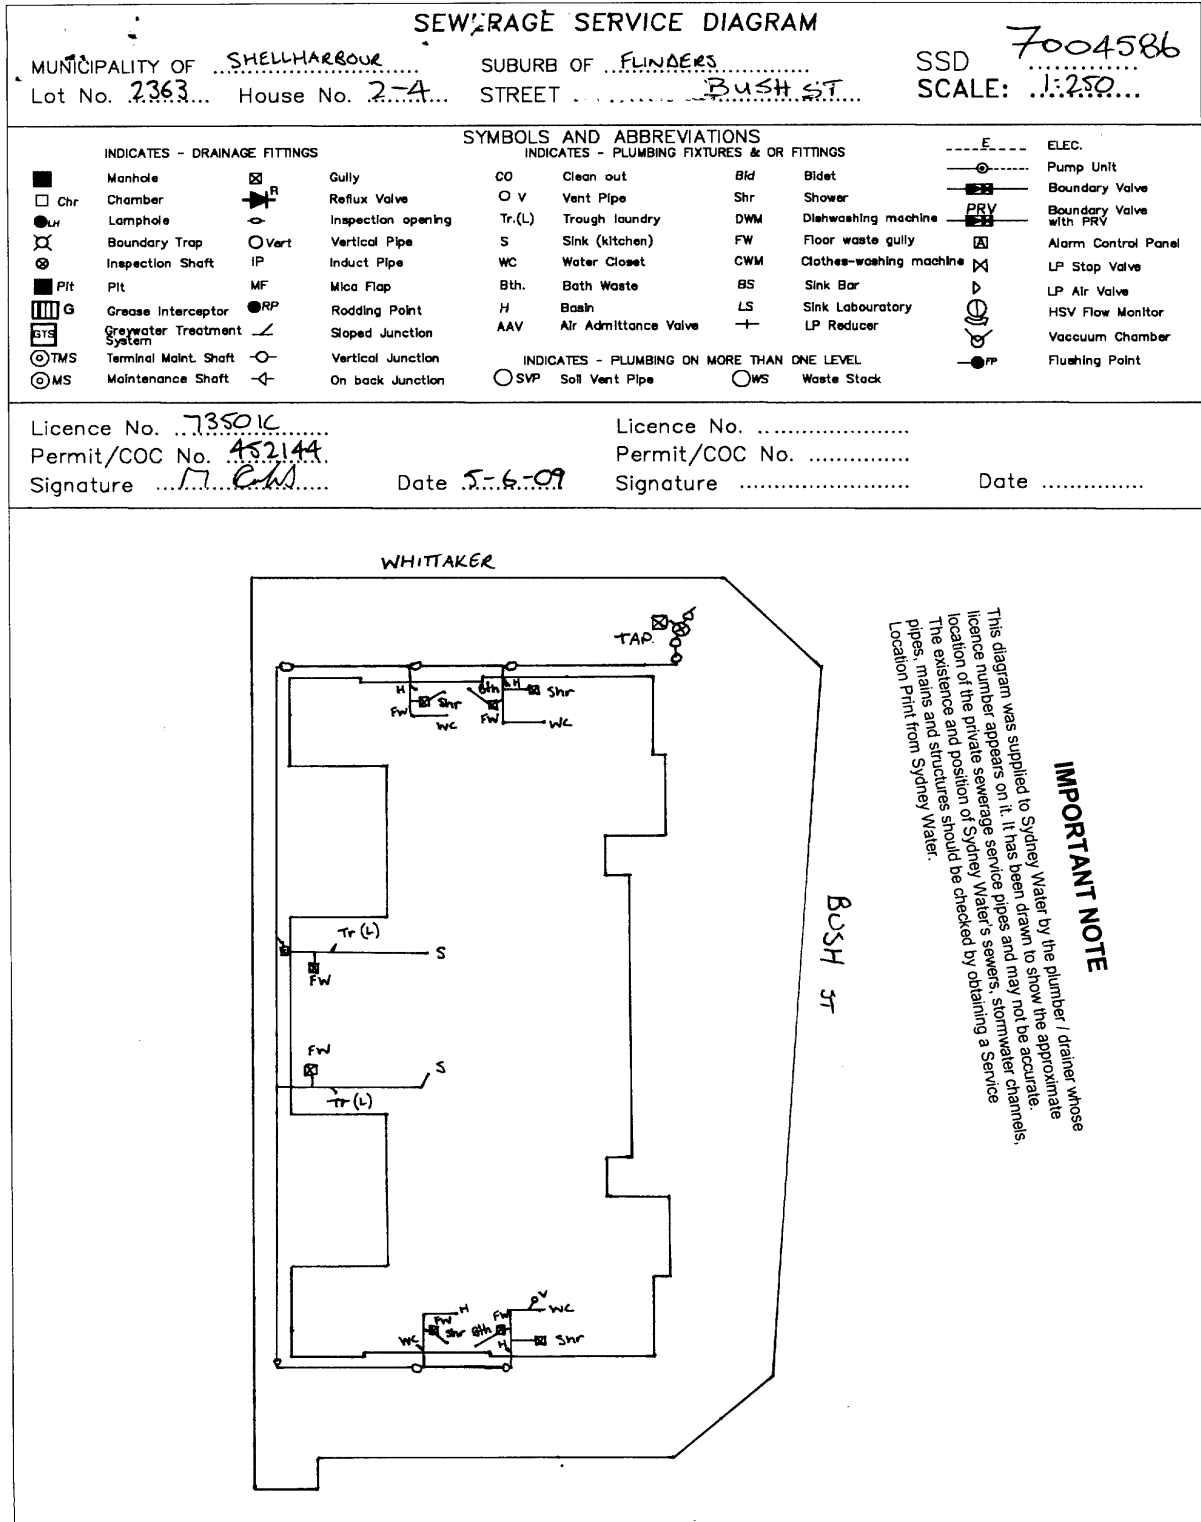 SEWERAGE SERVICE DIAGRAM
MUNICIPALITY OF SHELLHARBOUR SUBURB OF FLINDERS SSD 7004586
Lot No. 2363 House No. 2-4 STREET BUSH ST SCALE: 1:250
SYMBOLS AND ABBREVIATIONS
INDICATES - DRAINAGE FITTINGS INDICATES - PLUMBING FIXTURES & OR FITTINGS E ELEC.
Manhole Gully CO Clean out Bid Bidet Pump Unit
Chr Chamber R Reflux Valve O V Vent Pipe Shr Shower Boundary Valve
LH Lamphole Inspection opening Tr.(L) Trough laundry DWM Dishwashing machine PRV Boundary Valve with PRV
Boundary Trap Vert Vertical Pipe S Sink (kitchen) FW Floor waste gully A Alarm Control Panel
Inspection Shaft IP Induct Pipe WC Water Closet CWM Clothes-washing machine LP Stop Valve
Pit Pit MF Mica Flap Bth. Bath Waste BS Sink Bar LP Air Valve
G Grease Interceptor RP Rodding Point H Basin LS Sink Labouratory HSV Flow Monitor
GTS Greywater Treatment System Sloped Junction AAV Air Admittance Valve LP Reducer Vaccuum Chamber
TMS Terminal Maint. Shaft Vertical Junction INDICATES - PLUMBING ON MORE THAN ONE LEVEL FP Flushing Point
MS Maintenance Shaft On back Junction SVP Soil Vent Pipe WS Waste Stack
Licence No. 73501C Licence No.
Permit/COC No. 452144 Permit/COC No.
Signature Date 5-6-09 Signature Date
WHITTAKER
TAP.
H Shr Bth H Shr
FW WC FW WC
Tr (L) S
FW
BUSH ST
FW S
Tr (L)
V
FW H FW WC
WC Shr Bth H Shr
IMPORTANT NOTE
This diagram was supplied to Sydney Water by the plumber / drainer whose
licence number appears on it. It has been drawn to show the approximate
location of the private sewerage service pipes and may not be accurate.
The existence and position of Sydney Water's sewers, stormwater channels,
pipes, mains and structures should be checked by obtaining a Service
Location Print from Sydney Water.